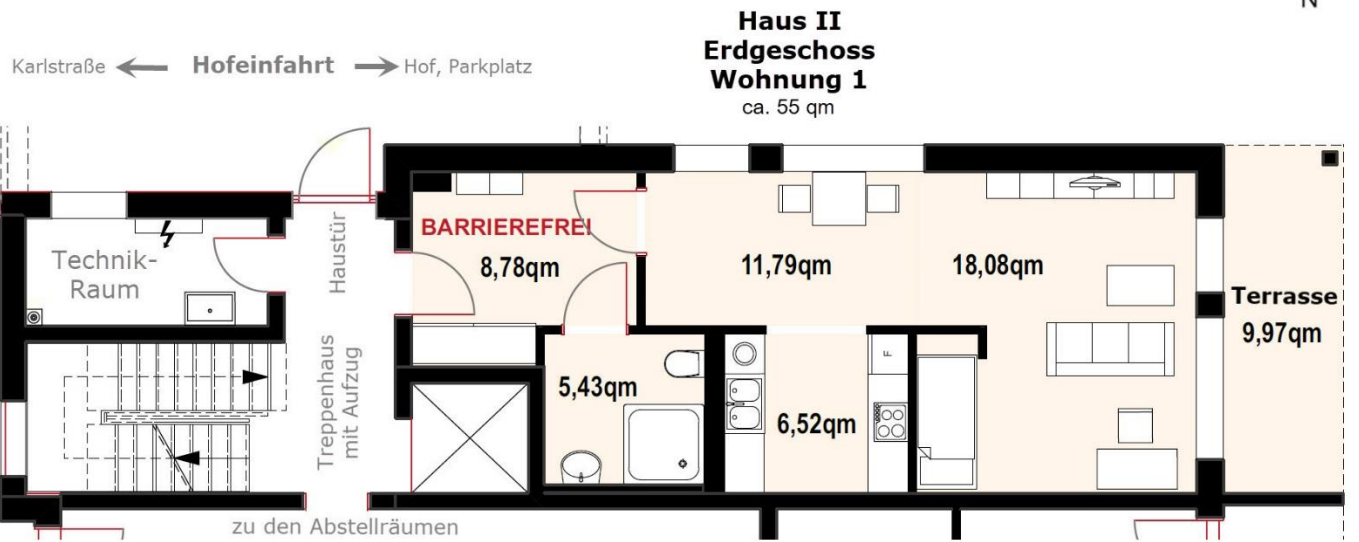 N
Haus II
Erdgeschoss
Wohnung 1
ca. 55 qm
Karlstraße Hofeinfahrt Hof, Parkplatz
Technik-
Raum
Haustür
Treppenhaus
mit Aufzug
BARRIEREFREI
8,78qm
11,79qm
18,08qm
Terrasse
9,97qm
5,43qm
6,52qm
F
zu den Abstellräumen